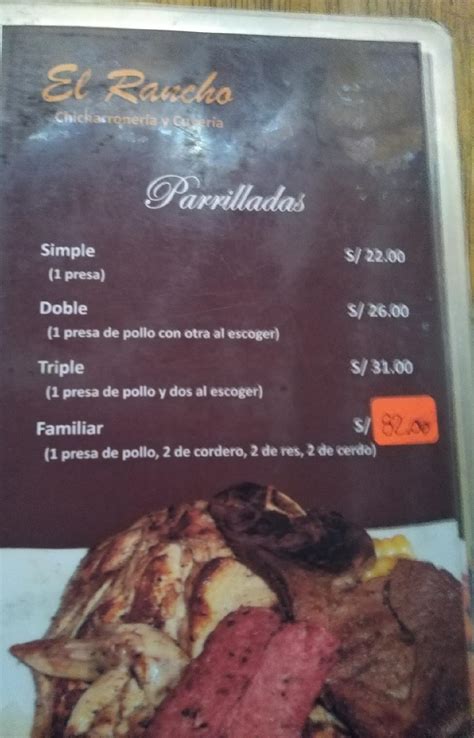 El Rancho
Chicharronería y Cuyería
Parrilladas
Simple S/ 22.00
(1 presa)
Doble S/ 26.00
(1 presa de pollo con otra al escoger)
Triple S/ 31.00
(1 presa de pollo y dos al escoger)
Familiar S/ 82.00
(1 presa de pollo, 2 de cordero, 2 de res, 2 de cerdo)